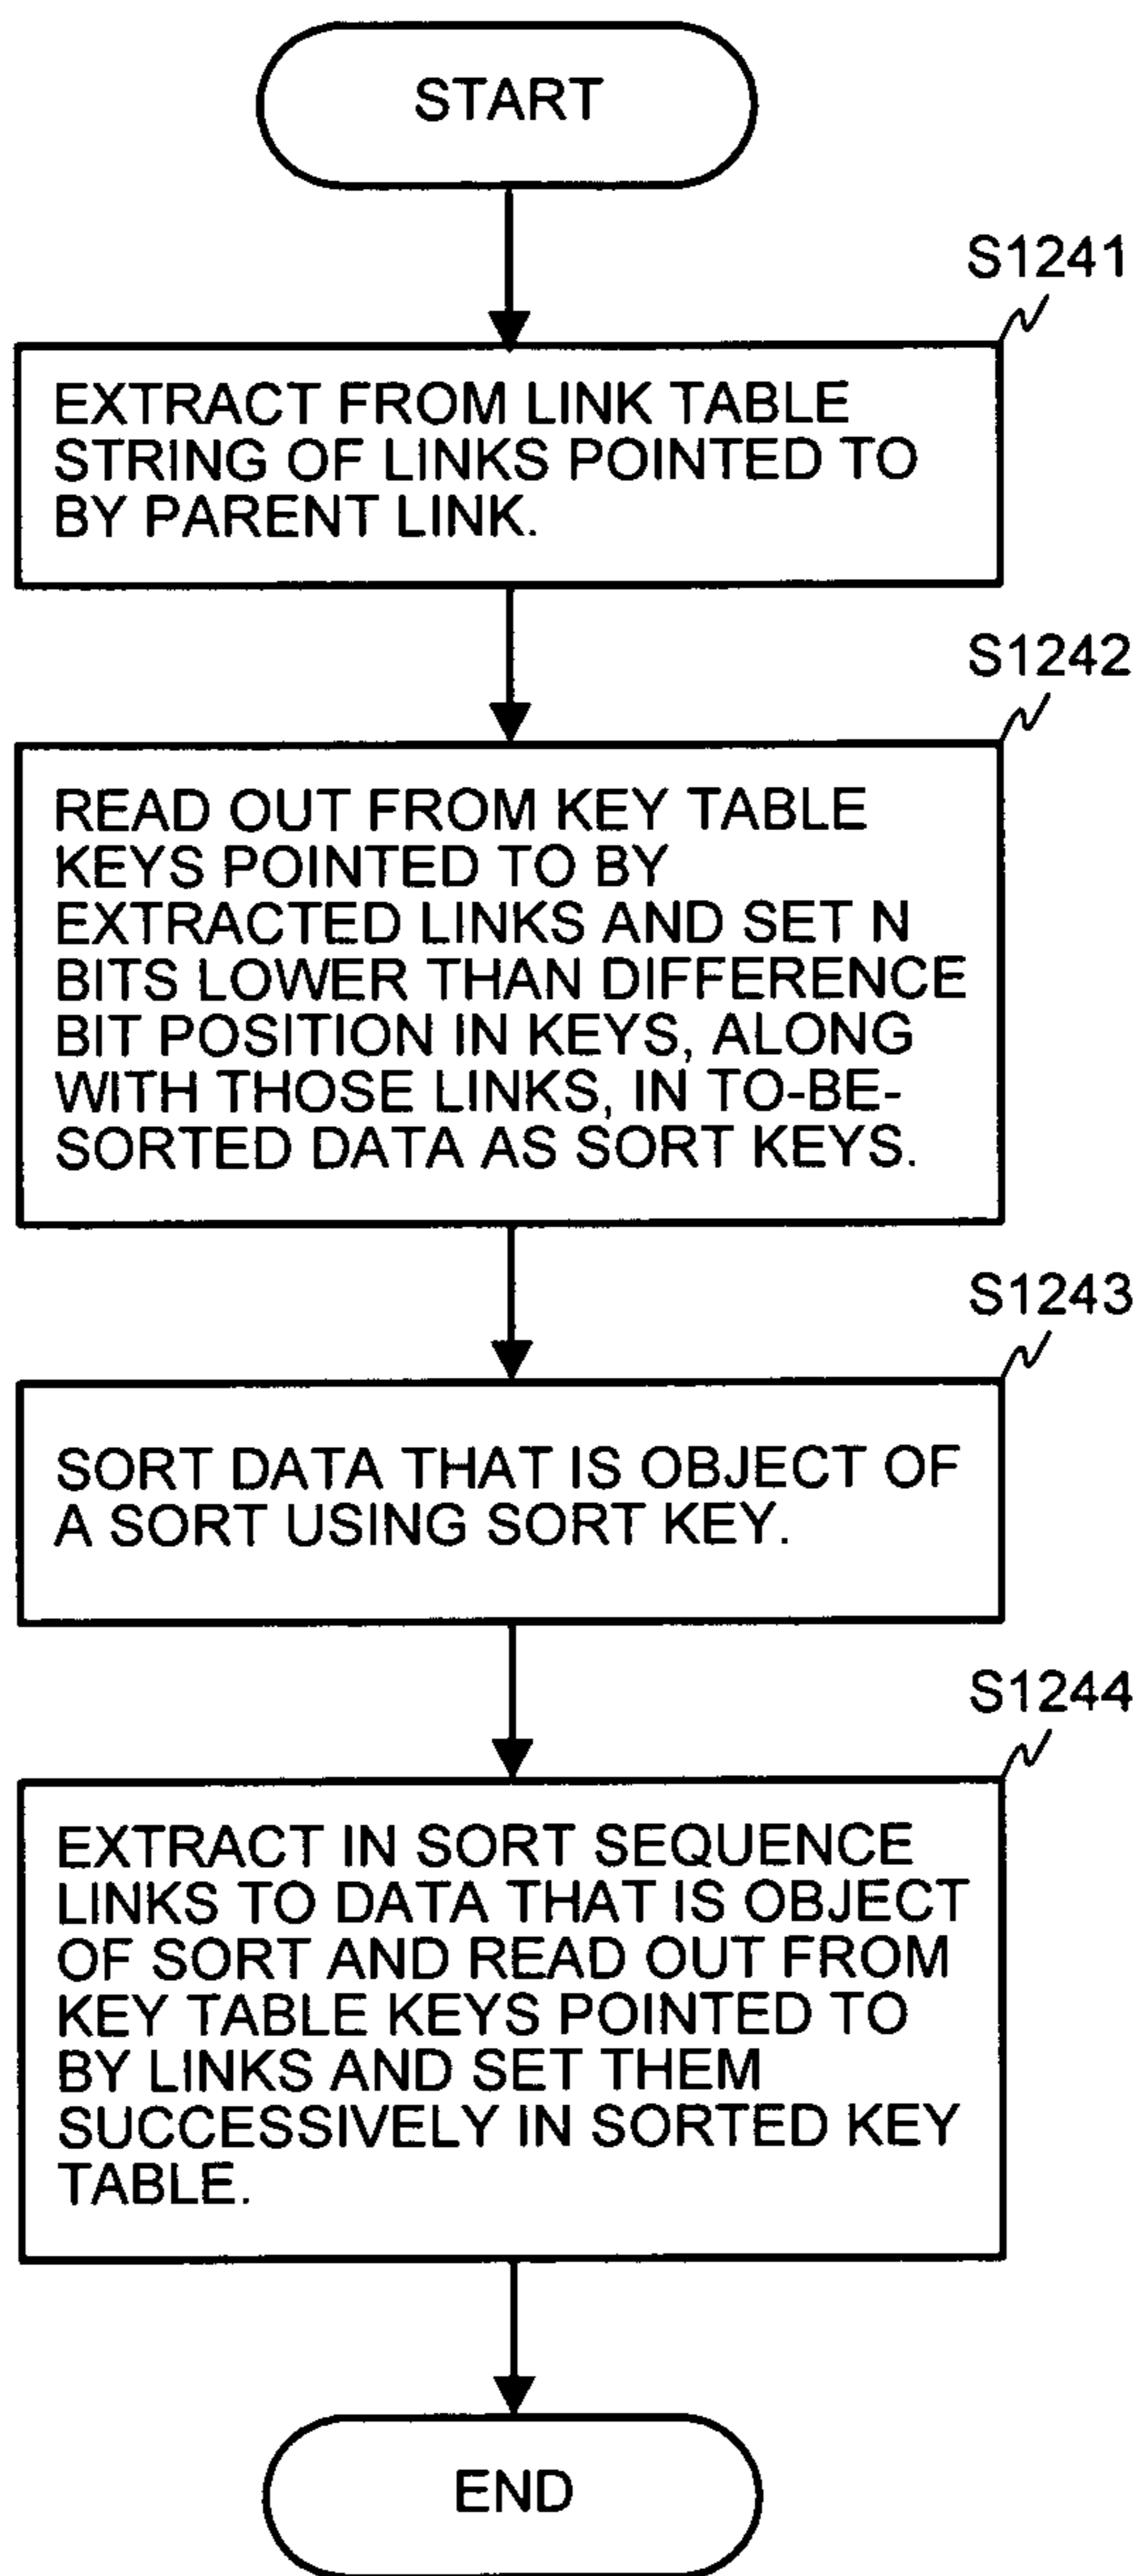 START
S1241
EXTRACT FROM LINK TABLE
STRING OF LINKS POINTED TO
BY PARENT LINK.
S1242
READ OUT FROM KEY TABLE
KEYS POINTED TO BY
EXTRACTED LINKS AND SET N
BITS LOWER THAN DIFFERENCE
BIT POSITION IN KEYS, ALONG
WITH THOSE LINKS, IN TO-BE-
SORTED DATA AS SORT KEYS.
S1243
SORT DATA THAT IS OBJECT OF
A SORT USING SORT KEY.
S1244
EXTRACT IN SORT SEQUENCE
LINKS TO DATA THAT IS OBJECT
OF SORT AND READ OUT FROM
KEY TABLE KEYS POINTED TO
BY LINKS AND SET THEM
SUCCESSIVELY IN SORTED KEY
TABLE.
END